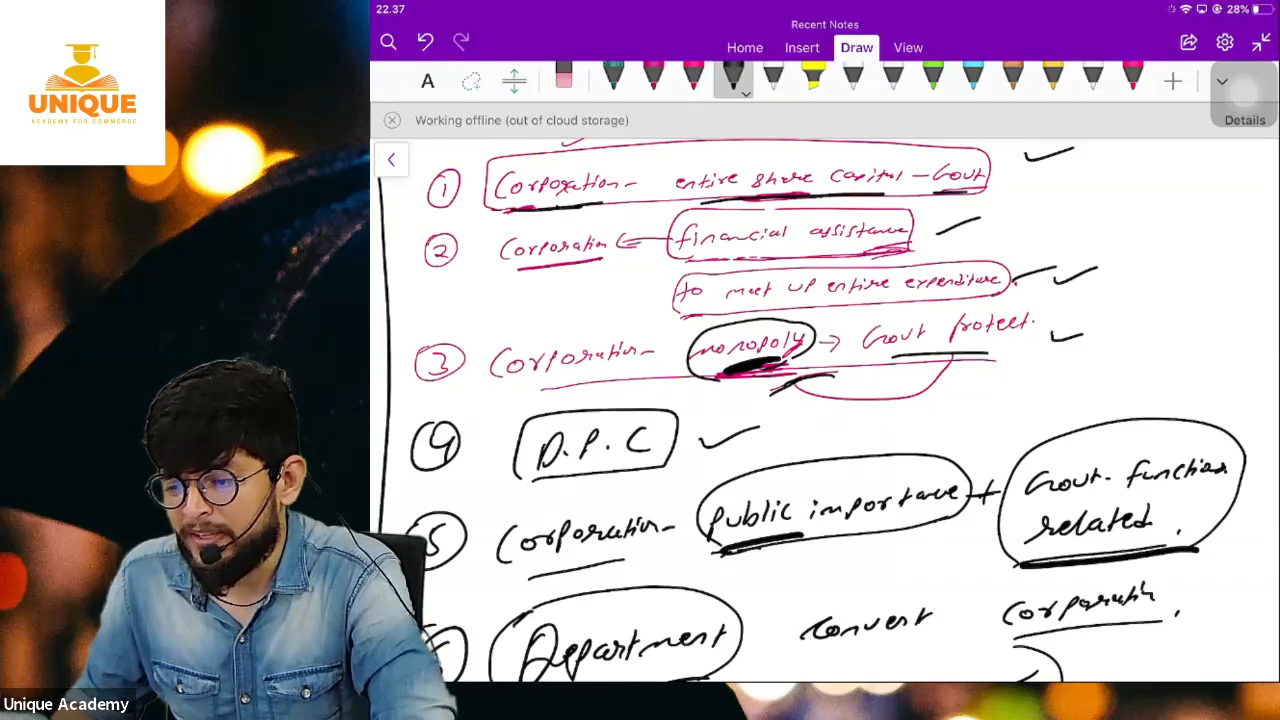 22.37
28%
Recent Notes
Home Insert Draw View
A
Working offline (out of cloud storage)
Details
UNIQUE
ACADEMY FOR COMMERCE
① Corporation - entire share capital - Govt
② Corporation ← financial assistance
to meet up entire expenditure.
③ Corporation - monopoly → Govt protect.
④ D.P.C
⑤ Corporation - public importance + Govt. function related.
⑥ Department convert Corporation.
Unique Academy